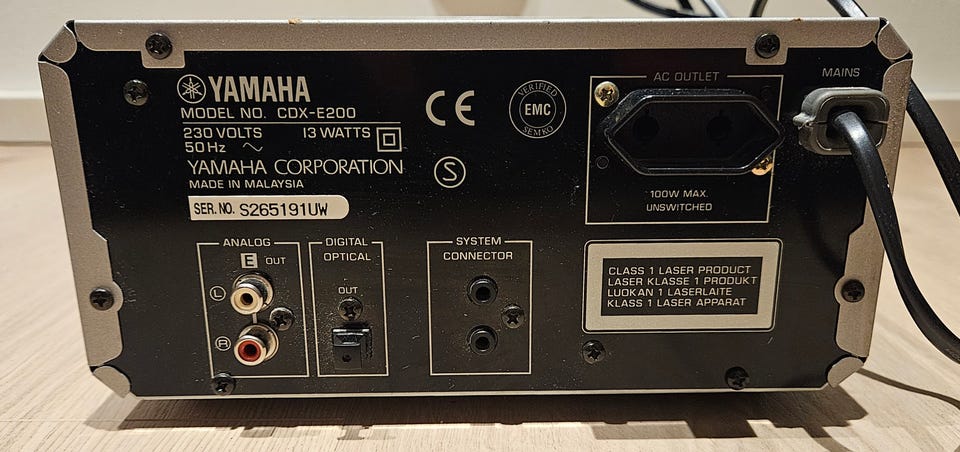 YAMAHA
MODEL NO. CDX-E200
230 VOLTS 13 WATTS
50 Hz ~
YAMAHA CORPORATION
MADE IN MALAYSIA
SER. NO. S265191UW
CE
VERIFIED
EMC
SEMKO
S
AC OUTLET
100W MAX.
UNSWITCHED
MAINS
ANALOG
E OUT
L
R
DIGITAL
OPTICAL
OUT
SYSTEM
CONNECTOR
CLASS 1 LASER PRODUCT
LASER KLASSE 1 PRODUKT
LUOKAN 1 LASERLAITE
KLASS 1 LASER APPARAT